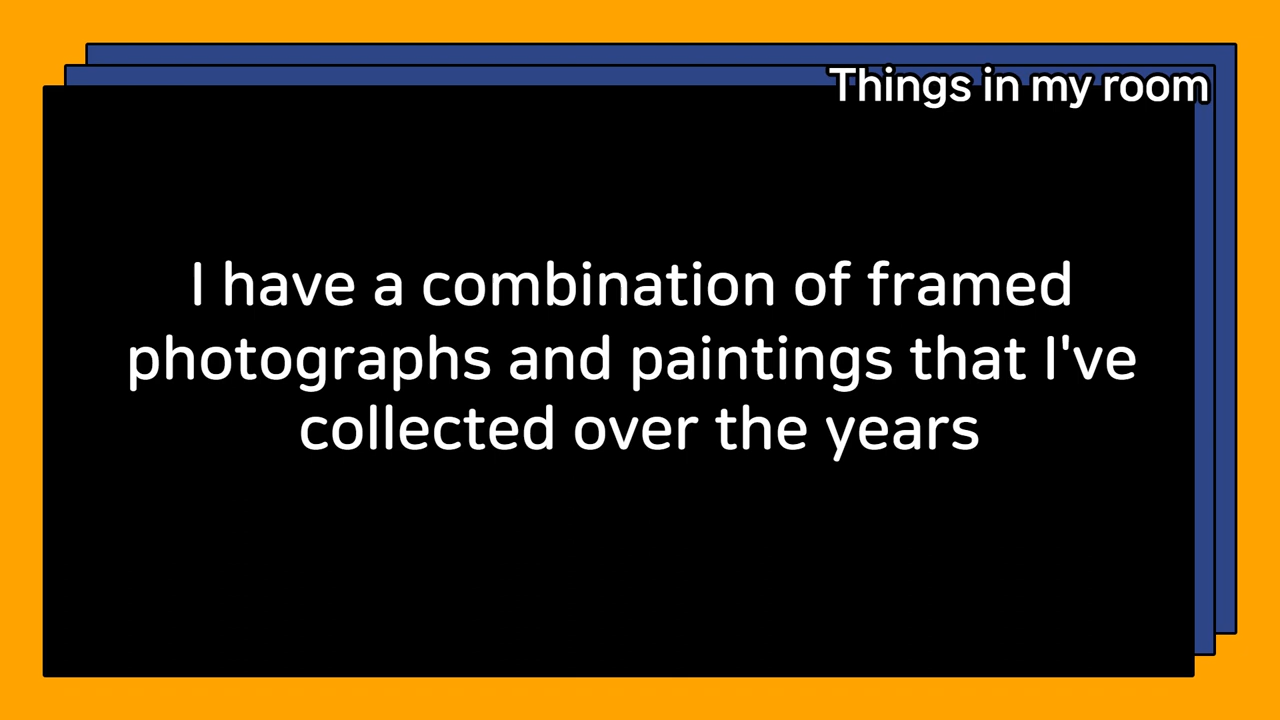 Things in my room
I have a combination of framed
photographs and paintings that I've
collected over the years